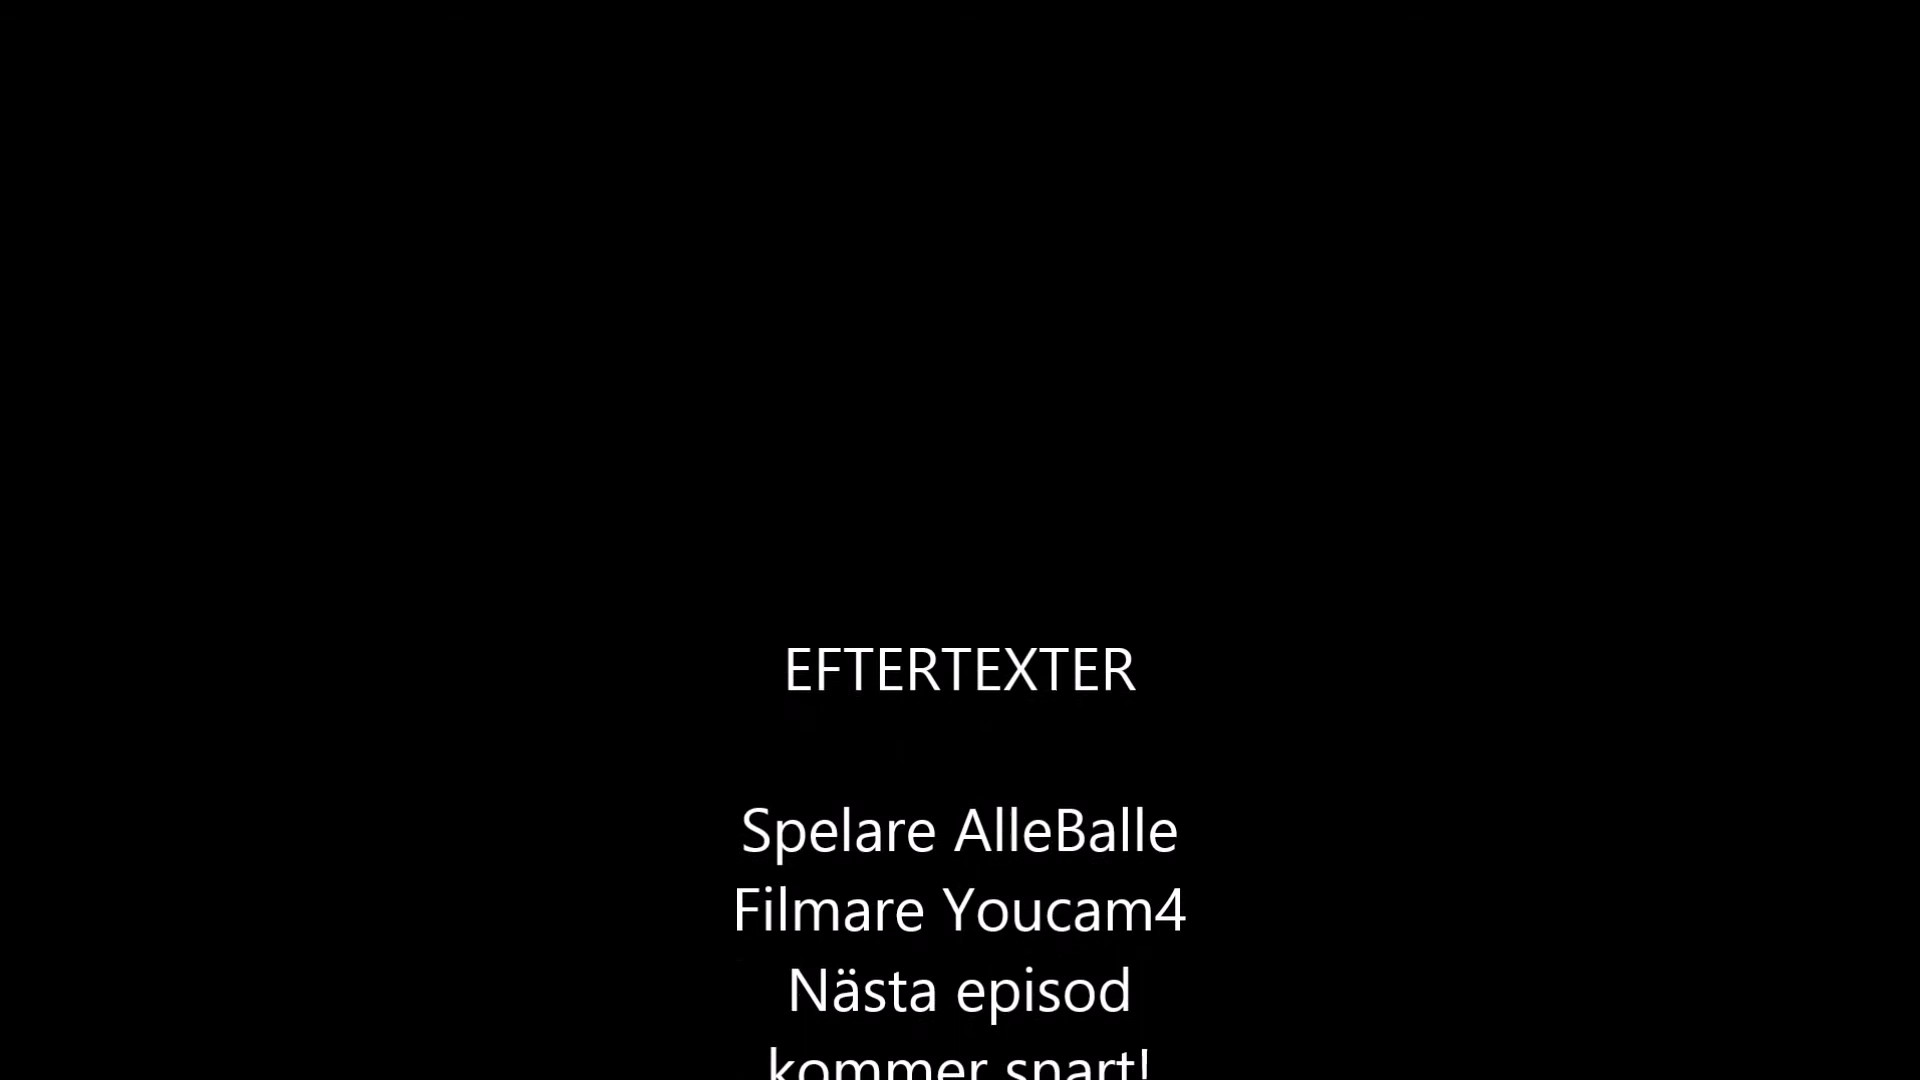 EFTERTEXTER
Spelare AlleBalle
Filmare Youcam4
Nästa episod
kommer snart!